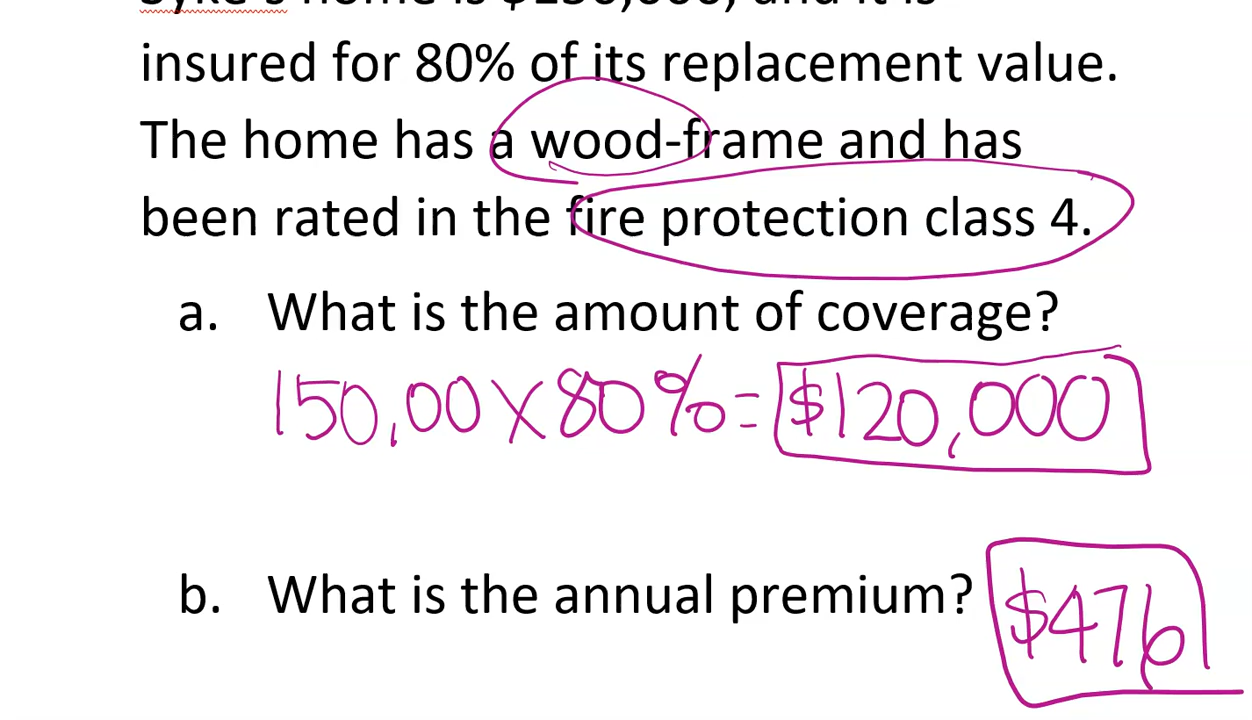 insured for 80% of its replacement value.
The home has a wood-frame and has
been rated in the fire protection class 4.
a. What is the amount of coverage?
150,00 X 80% = $120,000
b. What is the annual premium? $476